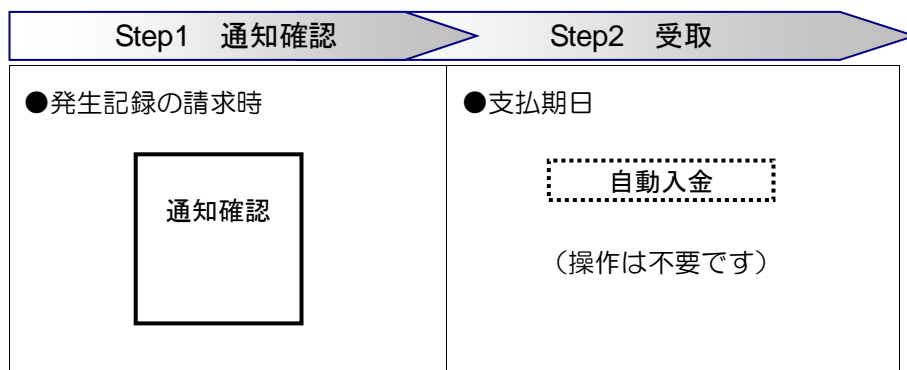 Step1 通知確認
Step2 受取
●発生記録の請求時
通知確認
●支払期日
自動入金
（操作は不要です）